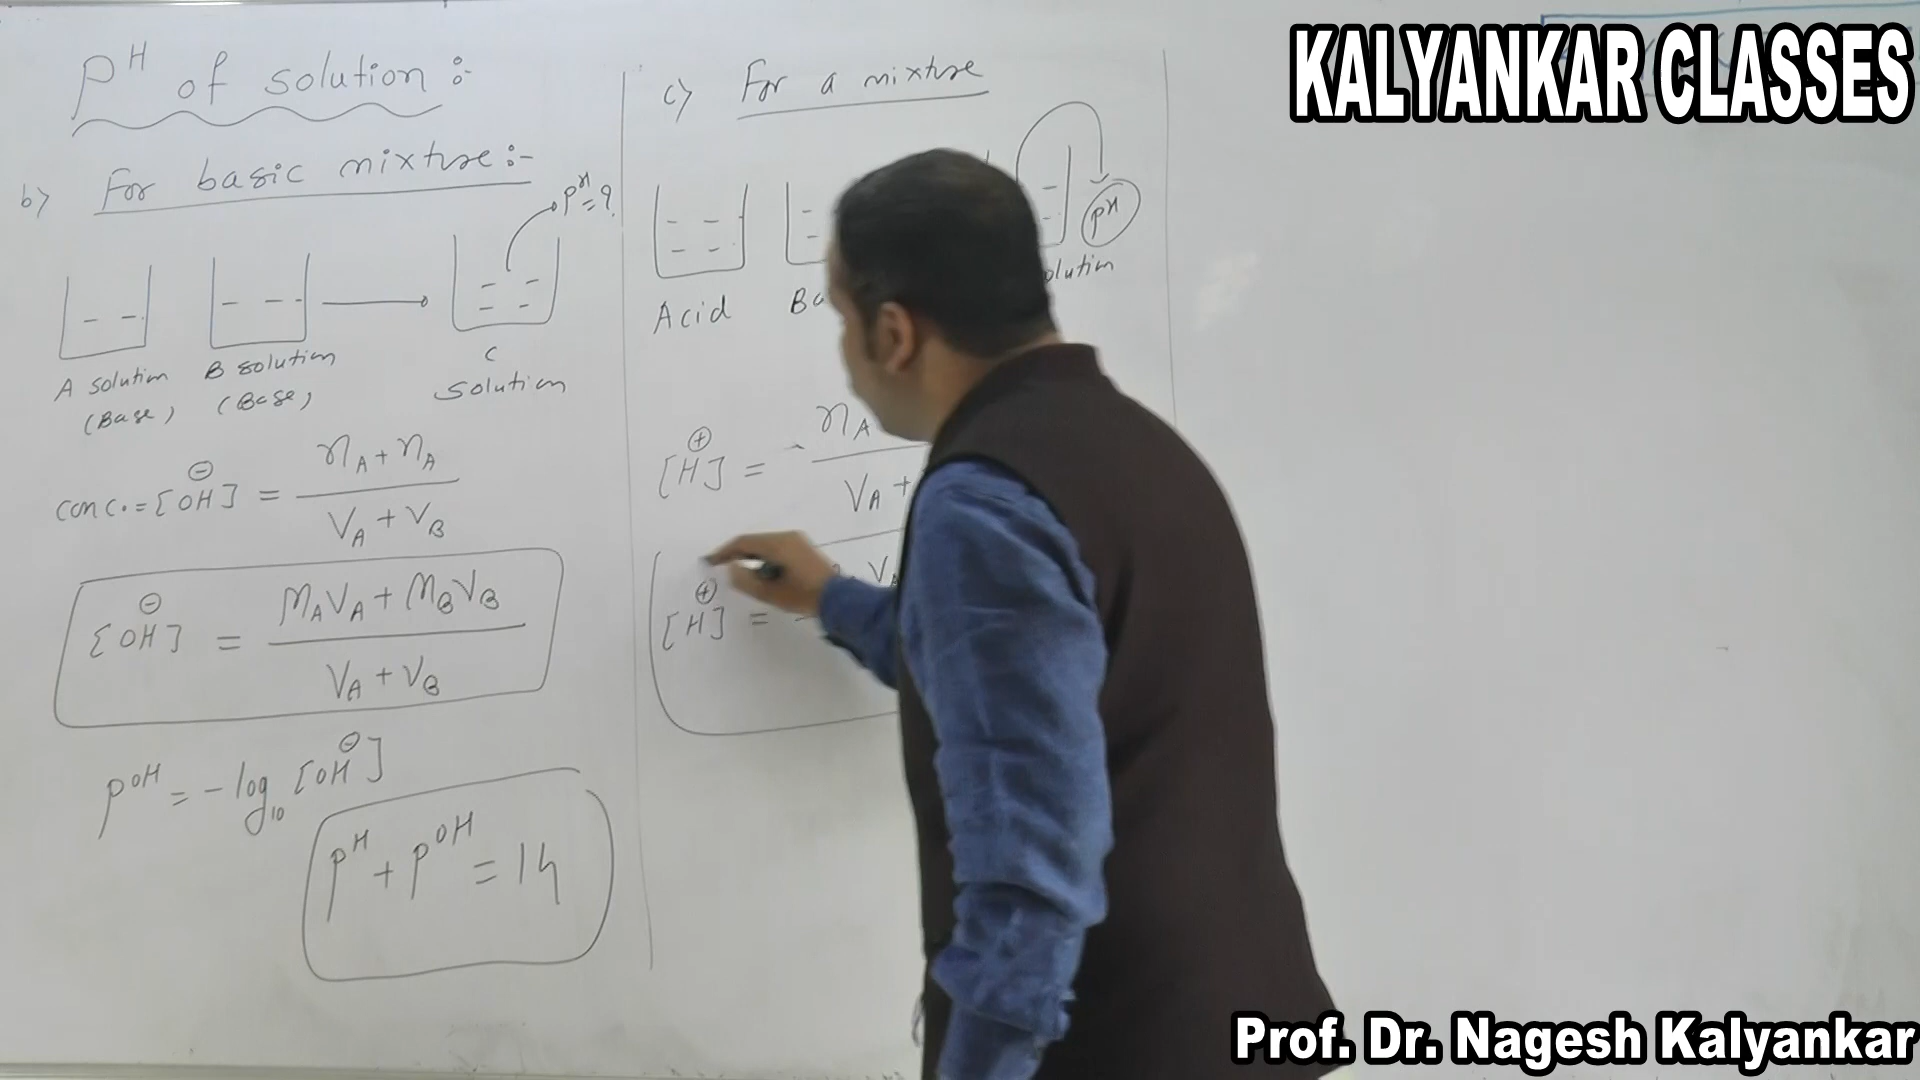 KALYANKAR CLASSES
pH of solution :-
b) For basic mixture :-
pH = ?
A solution
(Base)
B solution
(Base)
C
solution
conc. = [OH⊖] = nA + nA / VA + VB
[OH⊖] = MAVA + MBVB / VA + VB
pOH = - log10 [OH⊖]
pH + pOH = 14
c) For a mixture
pH
Acid
[H⊕] = nA
VA +
[H⊕] =
Prof. Dr. Nagesh Kalyankar